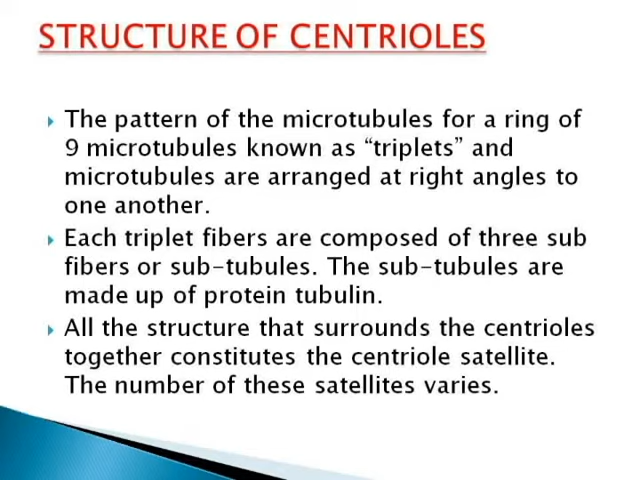 STRUCTURE OF CENTRIOLES
The pattern of the microtubules for a ring of
9 microtubules known as “triplets” and
microtubules are arranged at right angles to
one another.
Each triplet fibers are composed of three sub
fibers or sub-tubules. The sub-tubules are
made up of protein tubulin.
All the structure that surrounds the centrioles
together constitutes the centriole satellite.
The number of these satellites varies.